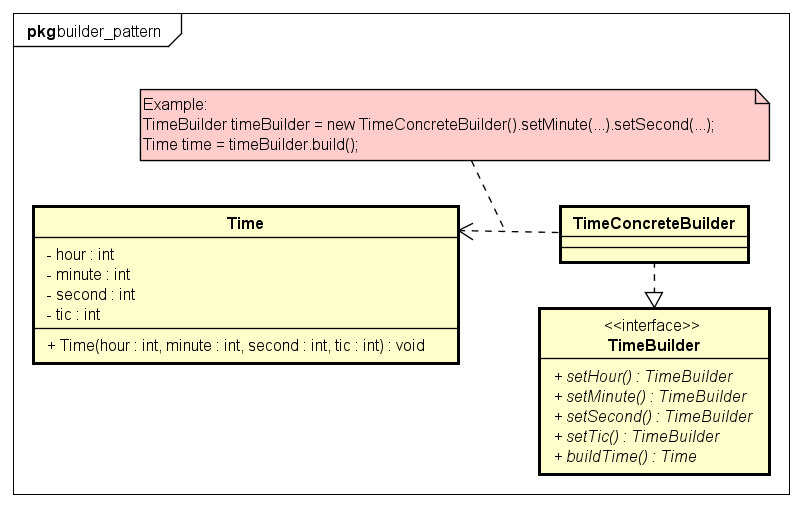 pkg builder_pattern
Example:
TimeBuilder timeBuilder = new TimeConcreteBuilder().setMinute(...).setSecond(...);
Time time = timeBuilder.build();
Time
- hour : int
- minute : int
- second : int
- tic : int
+ Time(hour : int, minute : int, second : int, tic : int) : void
TimeConcreteBuilder
<<interface>>
TimeBuilder
+ setHour() : TimeBuilder
+ setMinute() : TimeBuilder
+ setSecond() : TimeBuilder
+ setTic() : TimeBuilder
+ buildTime() : Time